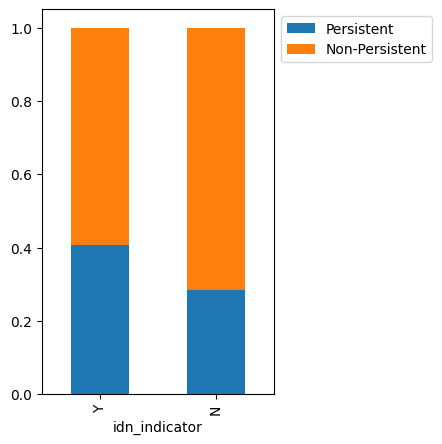 Persistent
Non-Persistent
1.0
0.8
0.6
0.4
0.2
0.0
Y
N
idn_indicator